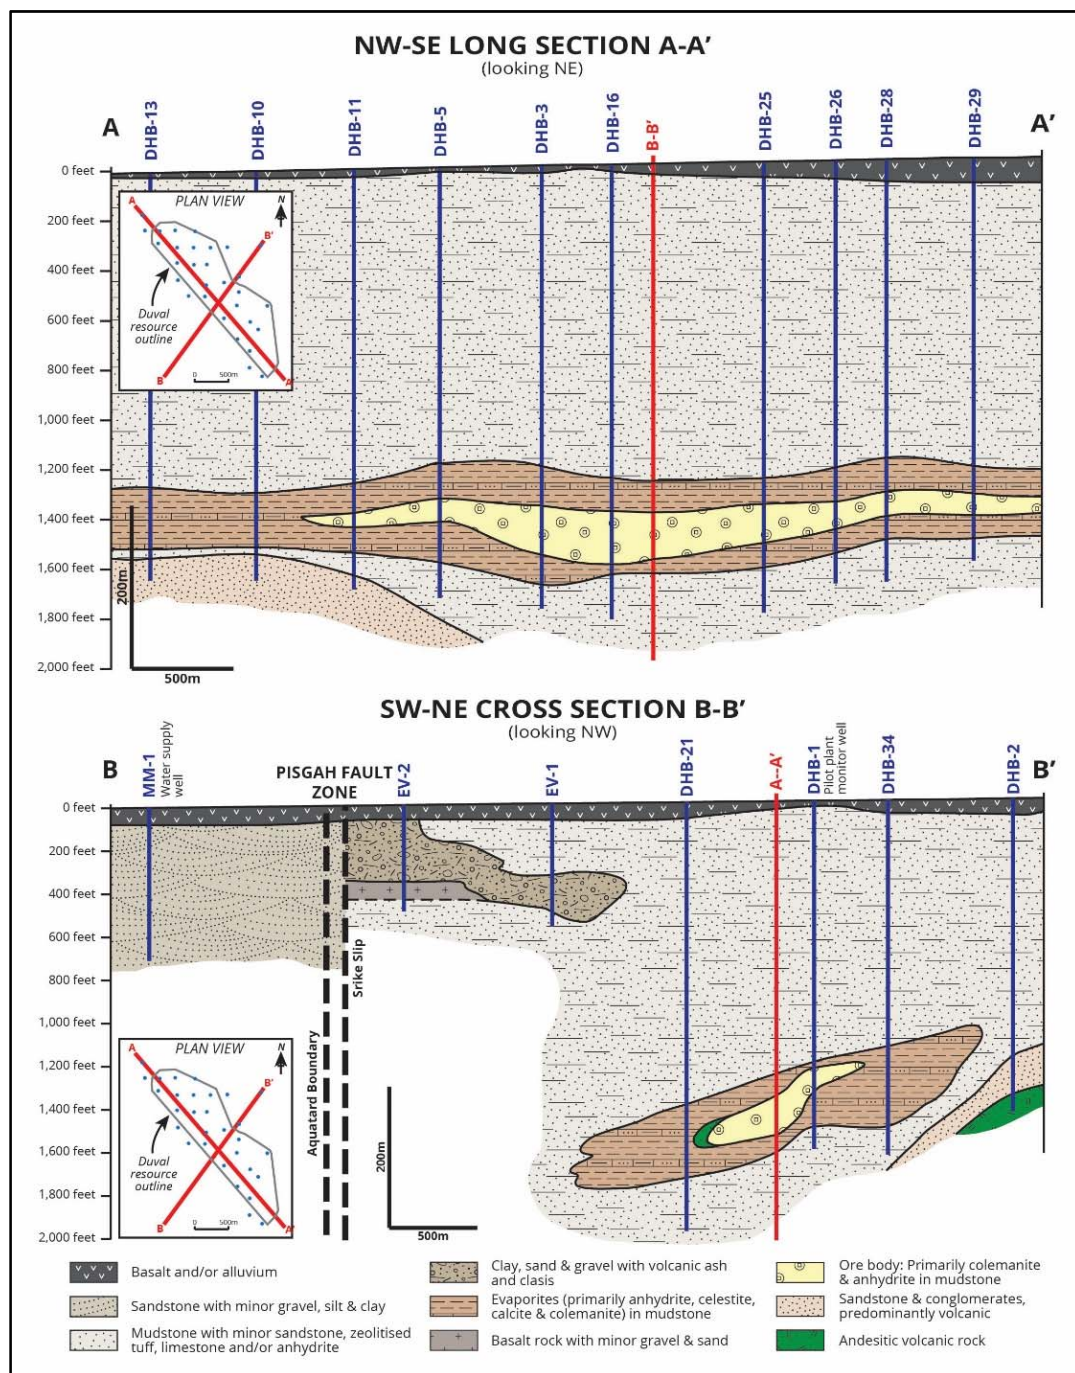 NW-SE LONG SECTION A-A’
(looking NE)
A
DHB-13
DHB-10
DHB-11
DHB-5
DHB-3
DHB-16
B-B’
DHB-25
DHB-26
DHB-28
DHB-29
A’
0 feet
200 feet
400 feet
600 feet
800 feet
1,000 feet
1,200 feet
1,400 feet
1,600 feet
1,800 feet
2,000 feet
PLAN VIEW
N
A
B’
Duval
resource
outline
0 500m
B
A’
200m
500m
SW-NE CROSS SECTION B-B’
(looking NW)
B
MM-1
Water supply
well
PISGAH FAULT
ZONE
EV-2
EV-1
DHB-21
A--A’
DHB-1
Pilot plant
monitor well
DHB-34
DHB-2
B’
0 feet
200 feet
400 feet
600 feet
800 feet
1,000 feet
1,200 feet
1,400 feet
1,600 feet
1,800 feet
2,000 feet
Aquatard Boundary
Srike Slip
PLAN VIEW
N
A
B’
Duval
resource
outline
0 500m
B
A’
200m
500m
Basalt and/or alluvium
Sandstone with minor gravel, silt & clay
Mudstone with minor sandstone, zeolitised
tuff, limestone and/or anhydrite
Clay, sand & gravel with volcanic ash
and clasis
Evaporites (primarily anhydrite, celestite,
calcite & colemanite) in mudstone
Basalt rock with minor gravel & sand
Ore body: Primarily colemanite
& anhydrite in mudstone
Sandstone & conglomerates,
predominantly volcanic
Andesitic volcanic rock